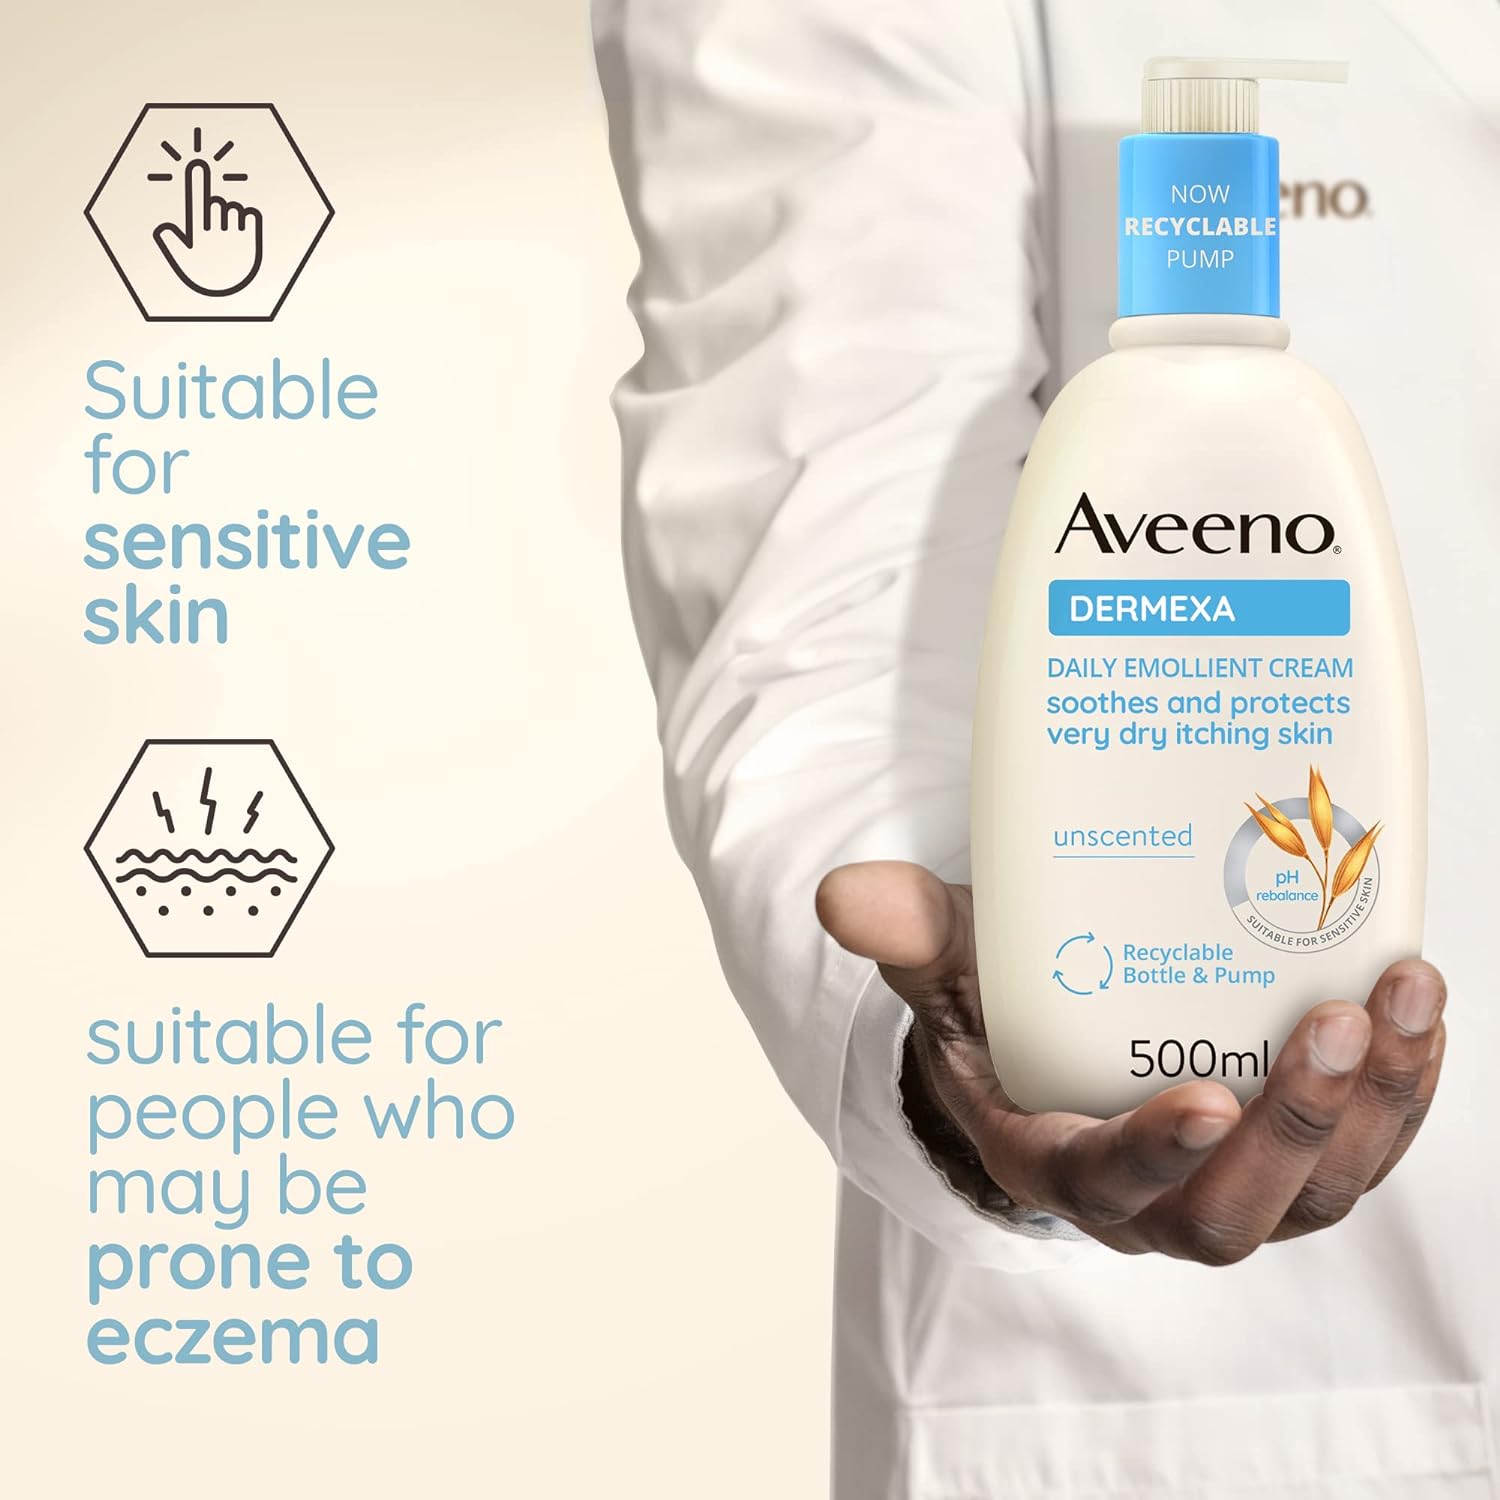 Suitable
for
sensitive
skin
suitable for
people who
may be
prone to
eczema
NOW
RECYCLABLE
PUMP
eno
Aveeno®
DERMEXA
DAILY EMOLLIENT CREAM
soothes and protects
very dry itching skin
unscented
pH
rebalance
SUITABLE FOR SENSITIVE SKIN
Recyclable
Bottle & Pump
500ml